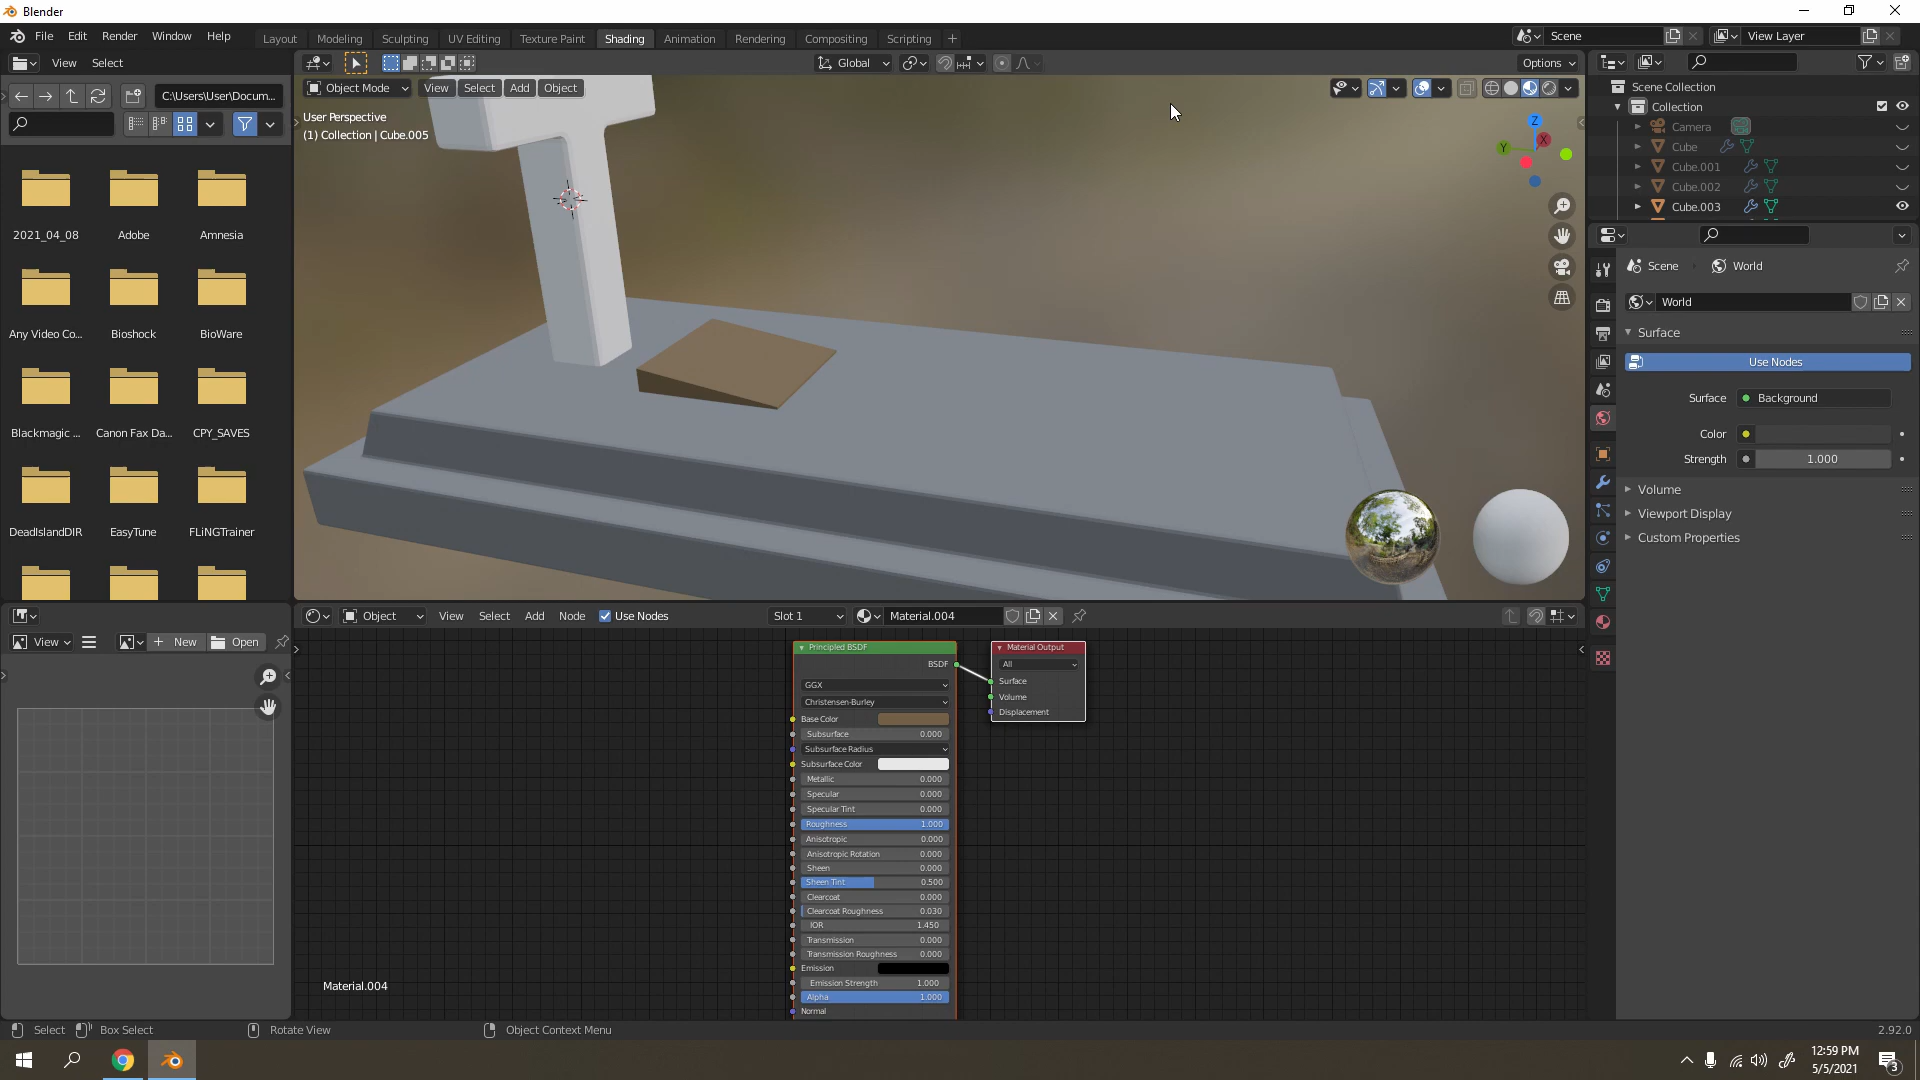 Blender
File Edit Render Window Help
Layout Modeling Sculpting UV Editing Texture Paint Shading Animation Rendering Compositing Scripting
Scene View Layer
View Select
Global Options
C:\Users\User\Docum...
Object Mode View Select Add Object
User Perspective
(1) Collection | Cube.005
Z
X
Y
Scene Collection
Collection
Camera
Cube
Cube.001
Cube.002
Cube.003
2021_04_08 Adobe Amnesia
Any Video Co... Bioshock BioWare
Blackmagic ... Canon Fax Da... CPY_SAVES
DeadIslandDIR EasyTune FLiNGTrainer
Scene World
World
Surface
Use Nodes
Surface Background
Color
Strength 1.000
Volume
Viewport Display
Custom Properties
View New Open
Object View Select Add Node Use Nodes Slot 1 Material.004
Principled BSDF
BSDF
GGX
Christensen-Burley
Base Color
Subsurface 0.000
Subsurface Radius
Subsurface Color
Metallic 0.000
Specular 0.000
Specular Tint 0.000
Roughness 1.000
Anisotropic 0.000
Anisotropic Rotation 0.000
Sheen 0.000
Sheen Tint 0.500
Clearcoat 0.000
Clearcoat Roughness 0.030
IOR 1.450
Transmission 0.000
Transmission Roughness 0.000
Emission
Emission Strength 1.000
Alpha 1.000
Normal
Material Output
All
Surface
Volume
Displacement
Material.004
Select Box Select Rotate View Object Context Menu 2.92.0
12:59 PM
5/5/2021
3